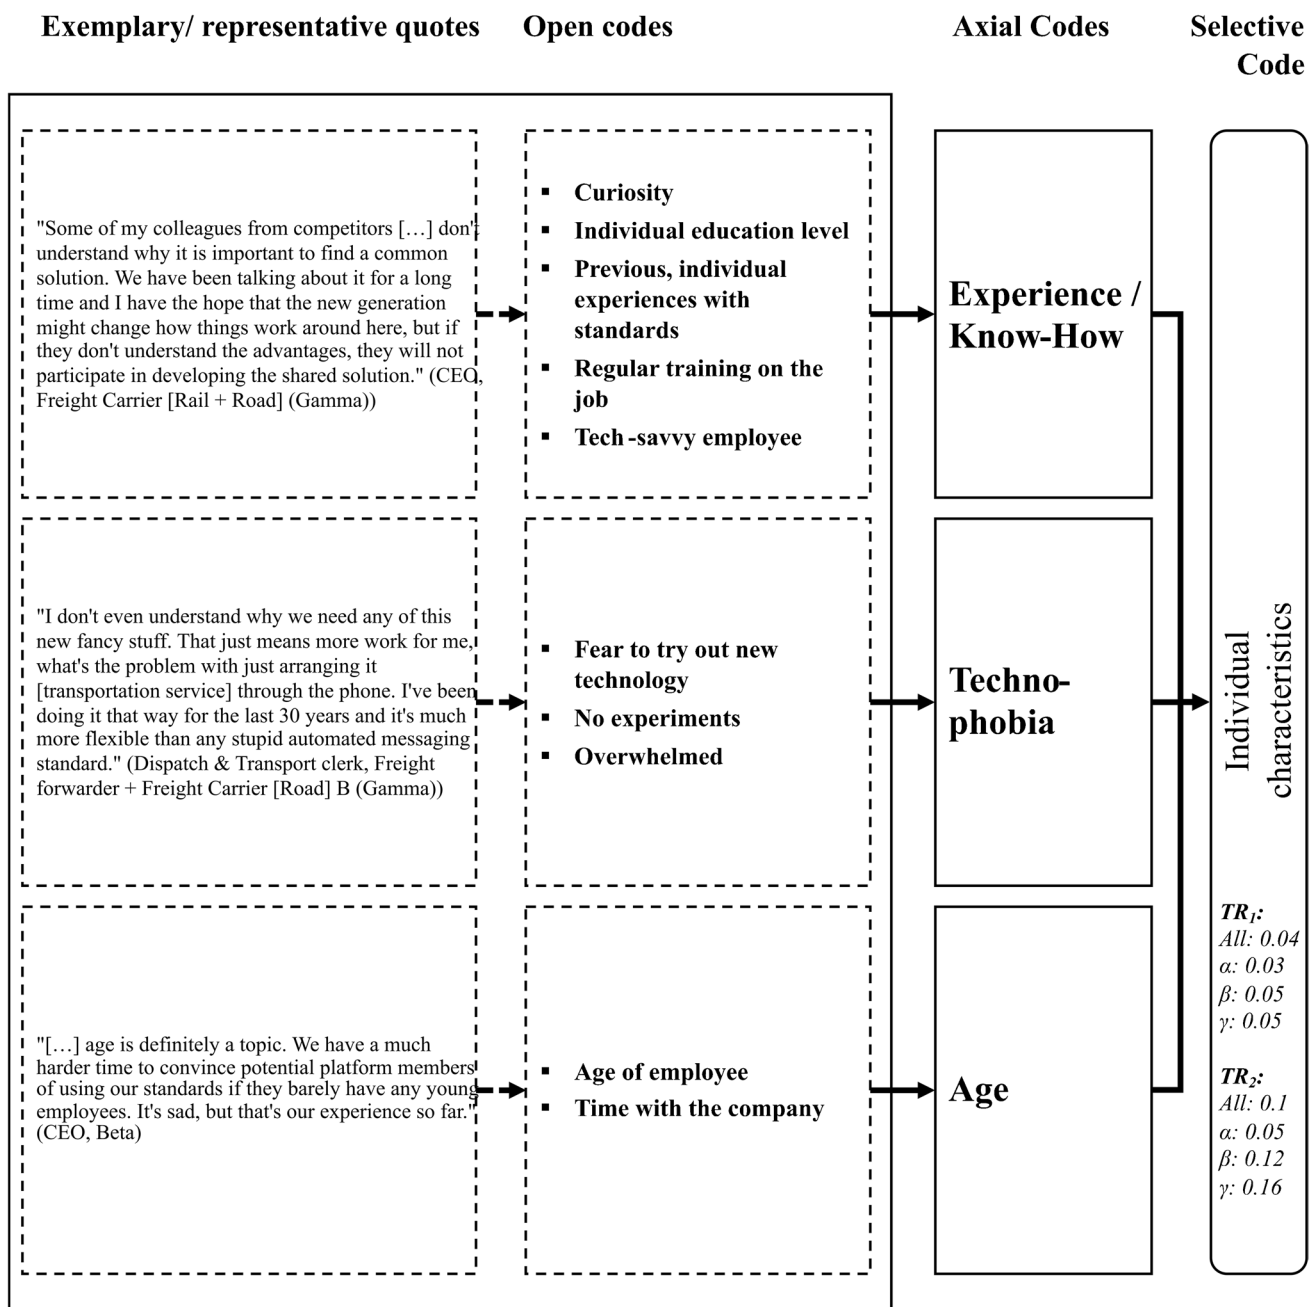 Exemplary/ representative quotes
Open codes
Axial Codes
Selective
Code
"Some of my colleagues from competitors […] don't
understand why it is important to find a common
solution. We have been talking about it for a long
time and I have the hope that the new generation
might change how things work around here, but if
they don't understand the advantages, they will not
participate in developing the shared solution." (CEO,
Freight Carrier [Rail + Road] (Gamma))
▪ Curiosity
▪ Individual education level
▪ Previous, individual
experiences with
standards
▪ Regular training on the
job
▪ Tech-savvy employee
Experience /
Know-How
"I don't even understand why we need any of this
new fancy stuff. That just means more work for me,
what's the problem with just arranging it
[transportation service] through the phone. I've been
doing it that way for the last 30 years and it's much
more flexible than any stupid automated messaging
standard." (Dispatch & Transport clerk, Freight
forwarder + Freight Carrier [Road] B (Gamma))
▪ Fear to try out new
technology
▪ No experiments
▪ Overwhelmed
Techno-
phobia
"[…] age is definitely a topic. We have a much
harder time to convince potential platform members
of using our standards if they barely have any young
employees. It's sad, but that's our experience so far."
(CEO, Beta)
▪ Age of employee
▪ Time with the company
Age
Individual
characteristics
TR₁:
All: 0.04
α: 0.03
β: 0.05
γ: 0.05
TR₂:
All: 0.1
α: 0.05
β: 0.12
γ: 0.16